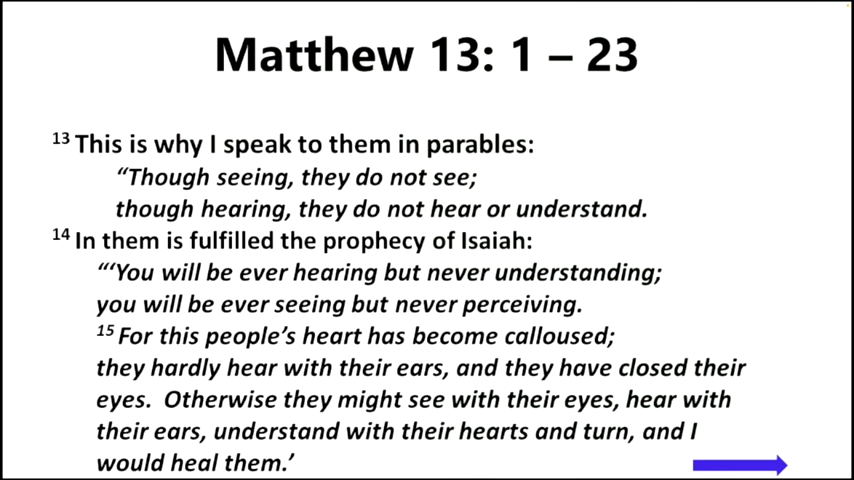 Matthew 13: 1 – 23
13 This is why I speak to them in parables:
“Though seeing, they do not see;
though hearing, they do not hear or understand.
14 In them is fulfilled the prophecy of Isaiah:
“‘You will be ever hearing but never understanding;
you will be ever seeing but never perceiving.
15 For this people’s heart has become calloused;
they hardly hear with their ears, and they have closed their
eyes.  Otherwise they might see with their eyes, hear with
their ears, understand with their hearts and turn, and I
would heal them.’